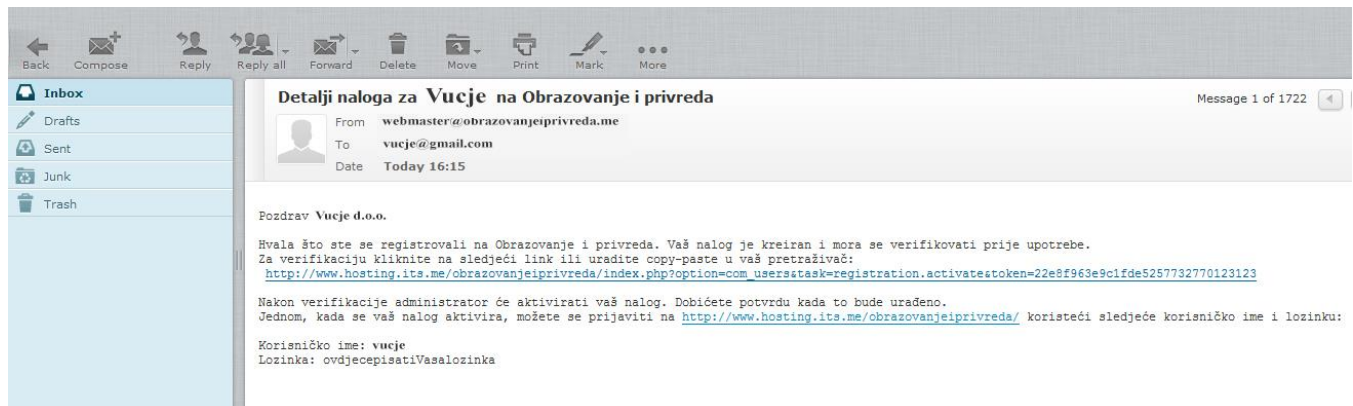 Back Compose Reply Reply all Forward Delete Move Print Mark More
Inbox
Drafts
Sent
Junk
Trash
Detalji naloga za Vucje na Obrazovanje i privreda
Message 1 of 1722
From webmaster@obrazovanjeiprivreda.me
To vucje@gmail.com
Date Today 16:15
Pozdrav Vucje d.o.o.
Hvala što ste se registrovali na Obrazovanje i privreda. Vaš nalog je kreiran i mora se verifikovati prije upotrebe.
Za verifikaciju kliknite na sledjeći link ili uradite copy-paste u vaš pretraživač:
http://www.hosting.its.me/obrazovanjeiprivreda/index.php?option=com_users&task=registration.activate&token=22e8f963e9c1fde5257732770123123
Nakon verifikacije administrator će aktivirati vaš nalog. Dobićete potvrdu kada to bude urađeno.
Jednom, kada se vaš nalog aktivira, možete se prijaviti na http://www.hosting.its.me/obrazovanjeiprivreda/ koristeći sledjeće korisničko ime i lozinku:
Korisničko ime: vucje
Lozinka: ovdjecepisatiVasalozinka